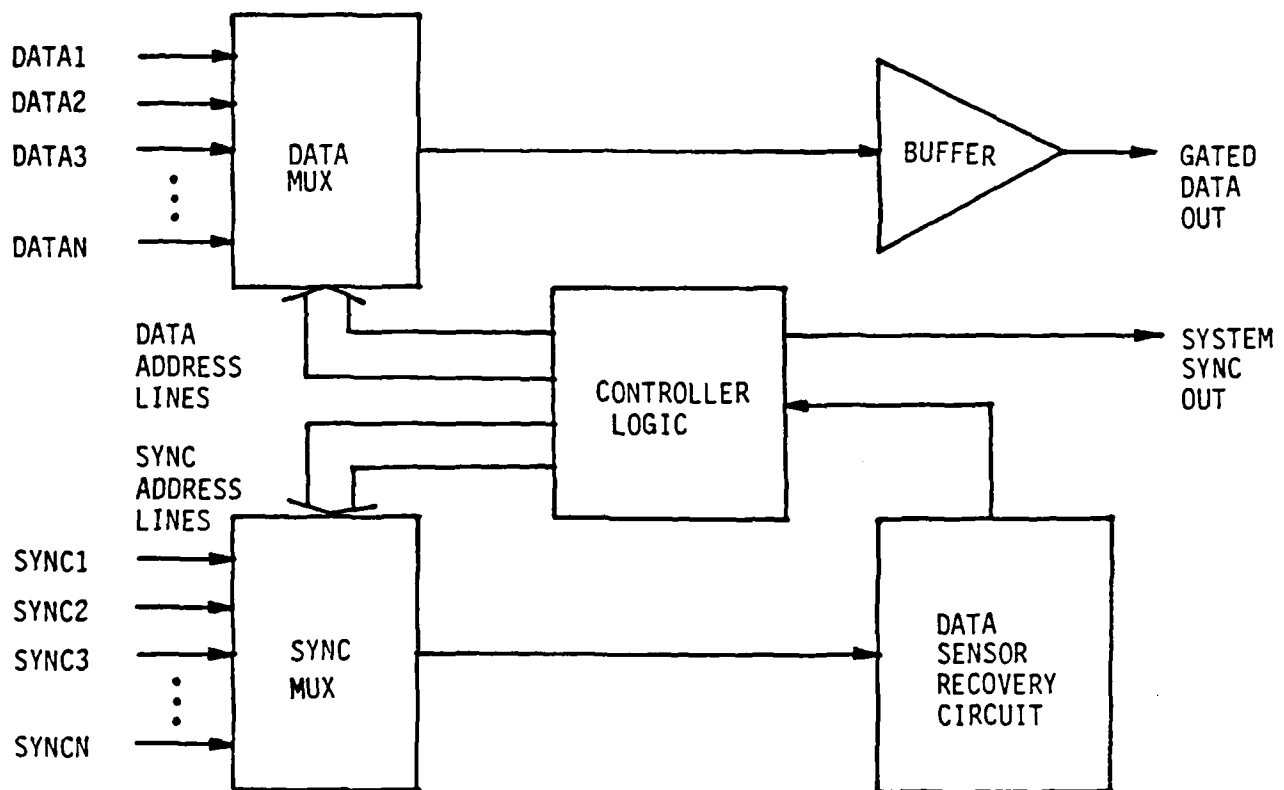 DATA1
DATA2
DATA3
DATAN
DATA
MUX
BUFFER
GATED
DATA
OUT
DATA
ADDRESS
LINES
CONTROLLER
LOGIC
SYSTEM
SYNC
OUT
SYNC
ADDRESS
LINES
SYNC1
SYNC2
SYNC3
SYNCN
SYNC
MUX
DATA
SENSOR
RECOVERY
CIRCUIT